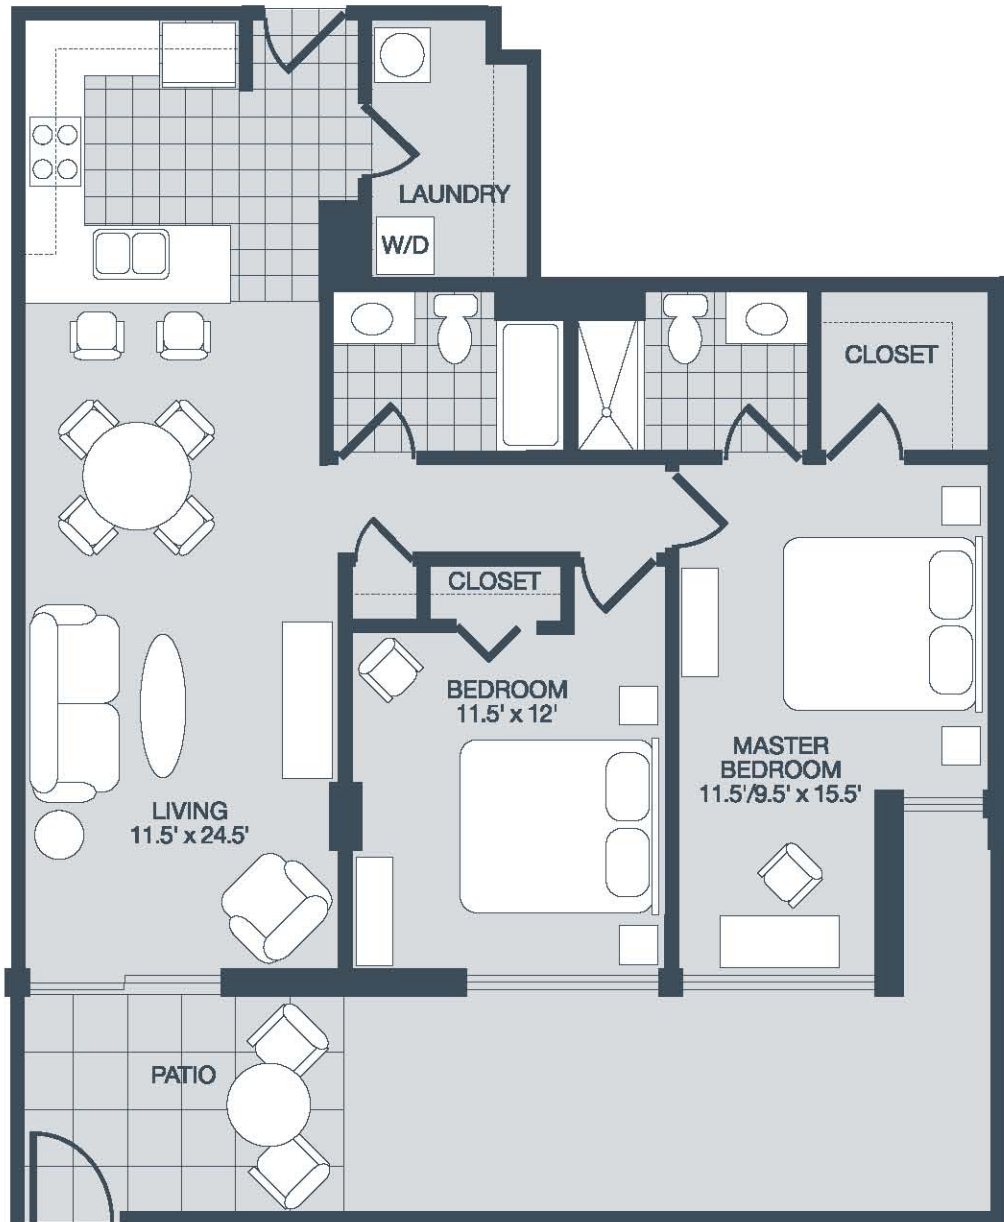 LAUNDRY
W/D
CLOSET
CLOSET
BEDROOM
11.5' x 12'
MASTER
BEDROOM
11.5'/9.5' x 15.5'
LIVING
11.5' x 24.5'
PATIO